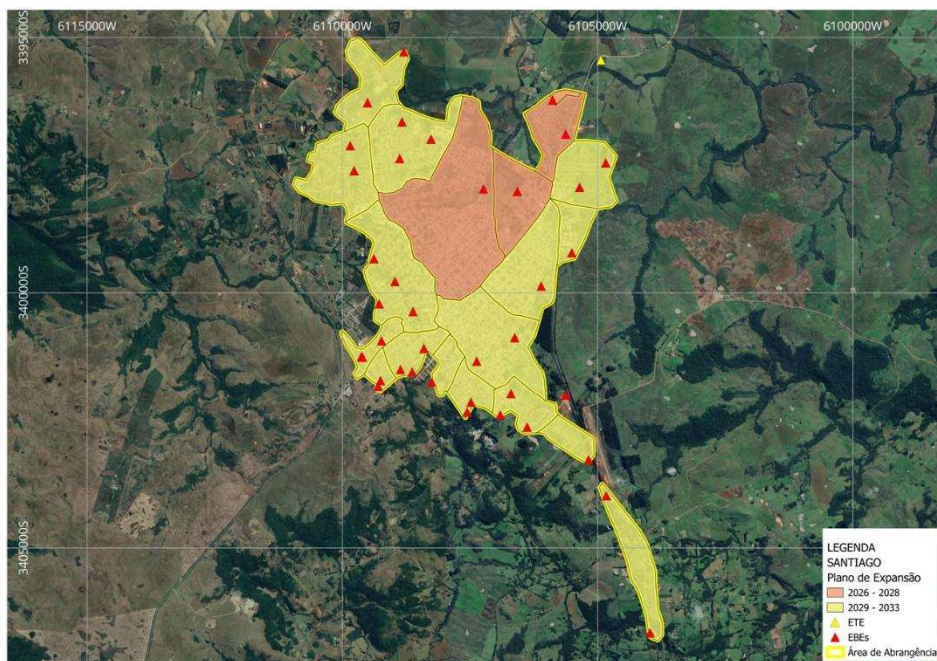 6115000W
6110000W
6105000W
6100000W
3395000S
3400000S
3405000S
LEGENDA
SANTIAGO
Plano de Expansão
2026 - 2028
2029 - 2033
ETE
EBEs
Área de Abrangência